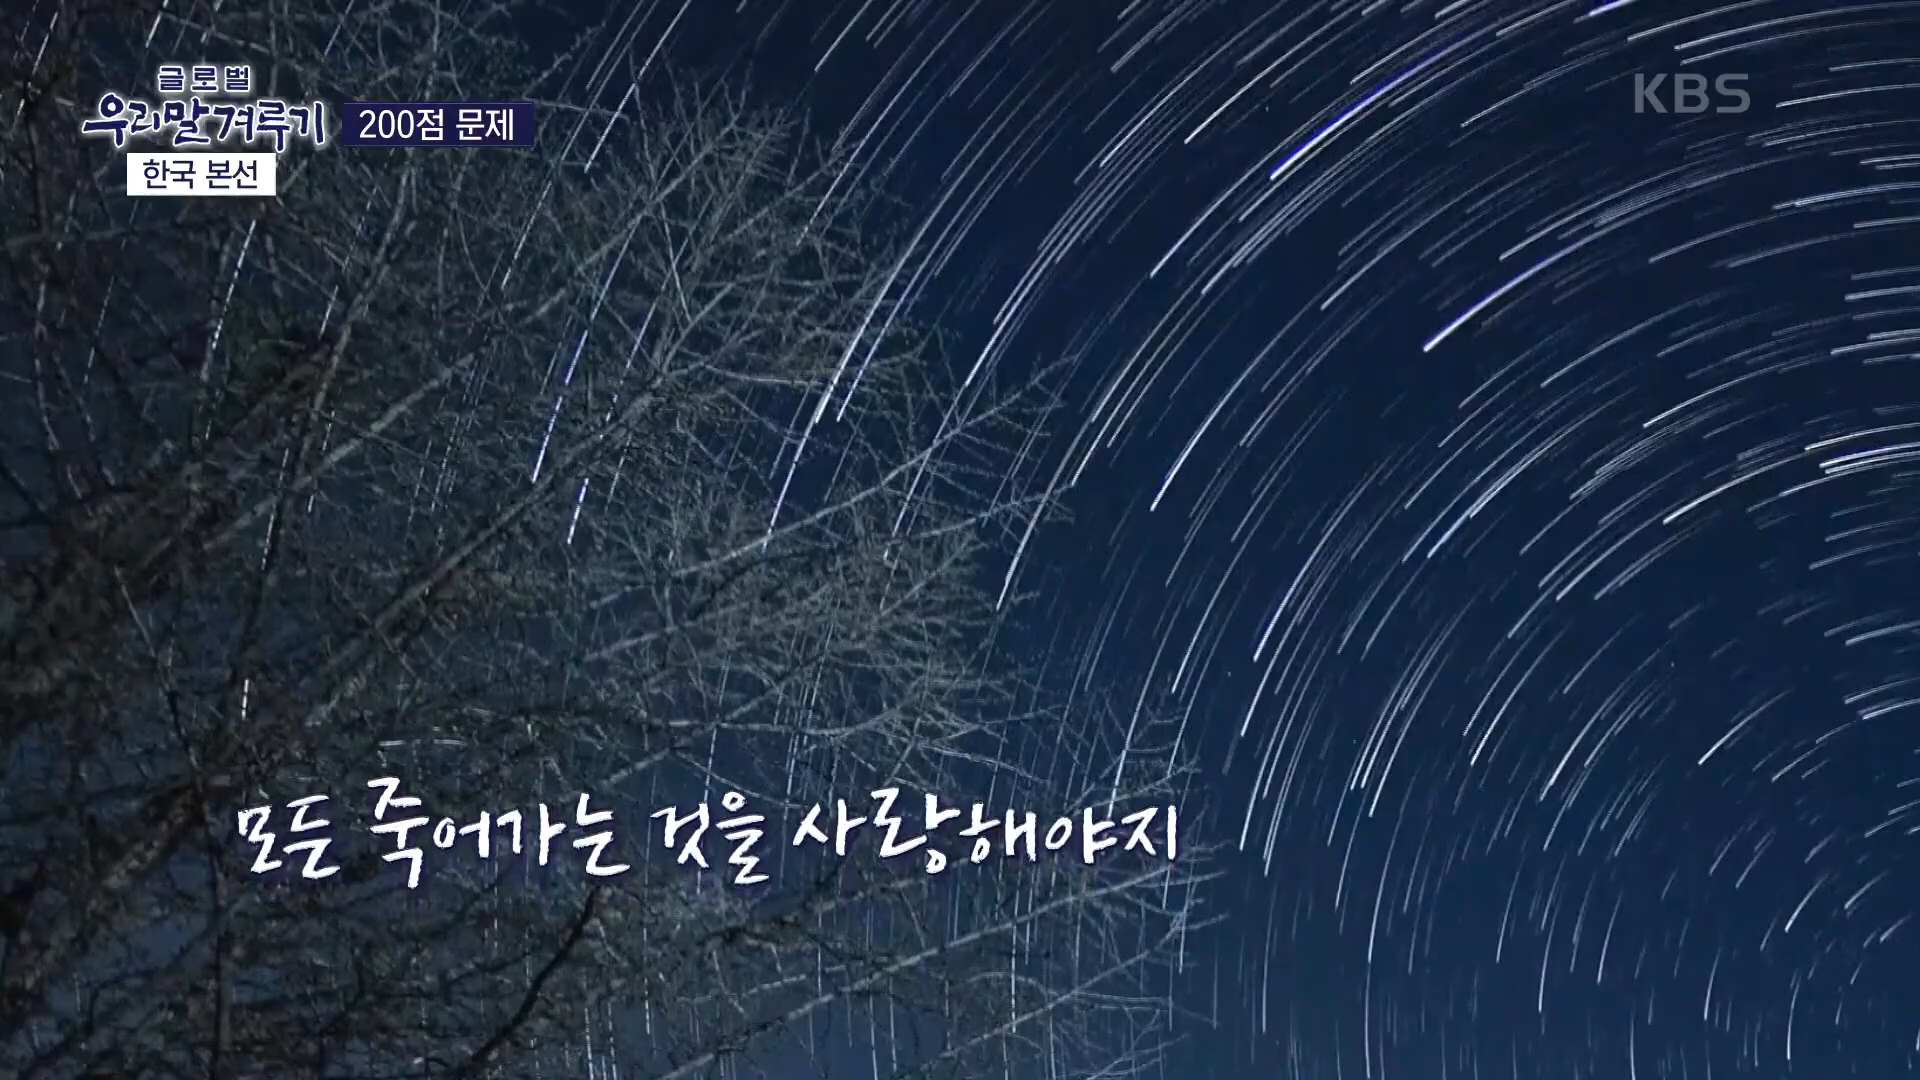 글로벌
우리말 겨루기
200점 문제
한국 본선
KBS
모든 죽어가는 것을 사랑해야지